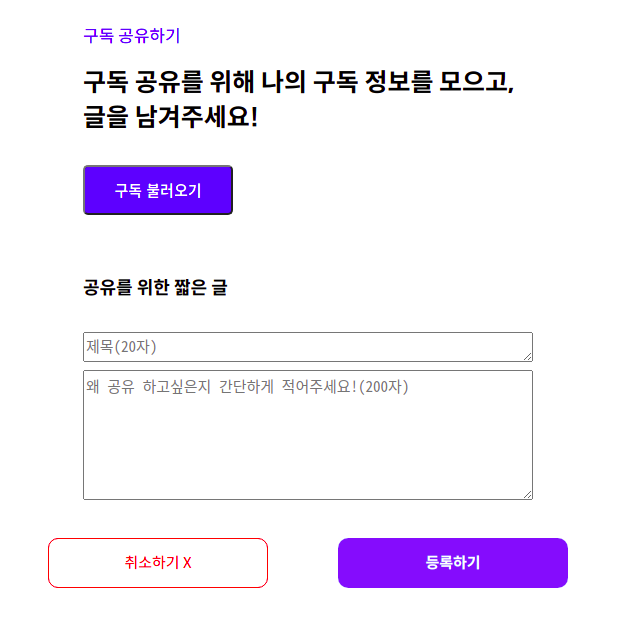 구독 공유하기
구독 공유를 위해 나의 구독 정보를 모으고,
글을 남겨주세요!
구독 불러오기
공유를 위한 짧은 글
제목(20자)
왜 공유 하고싶은지 간단하게 적어주세요!(200자)
취소하기 X
등록하기